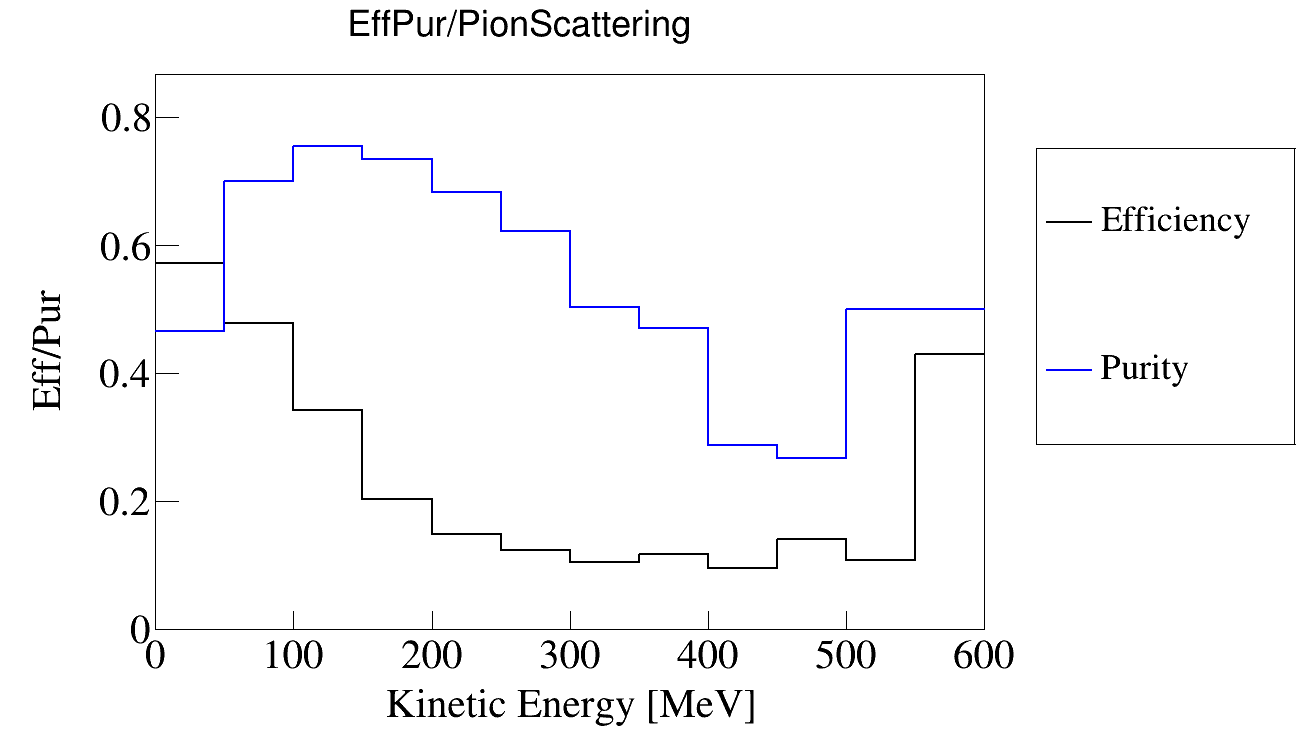 EffPur/PionScattering
Eff/Pur
0.8
0.6
0.4
0.2
0
0 100 200 300 400 500 600
Kinetic Energy [MeV]
Efficiency
Purity